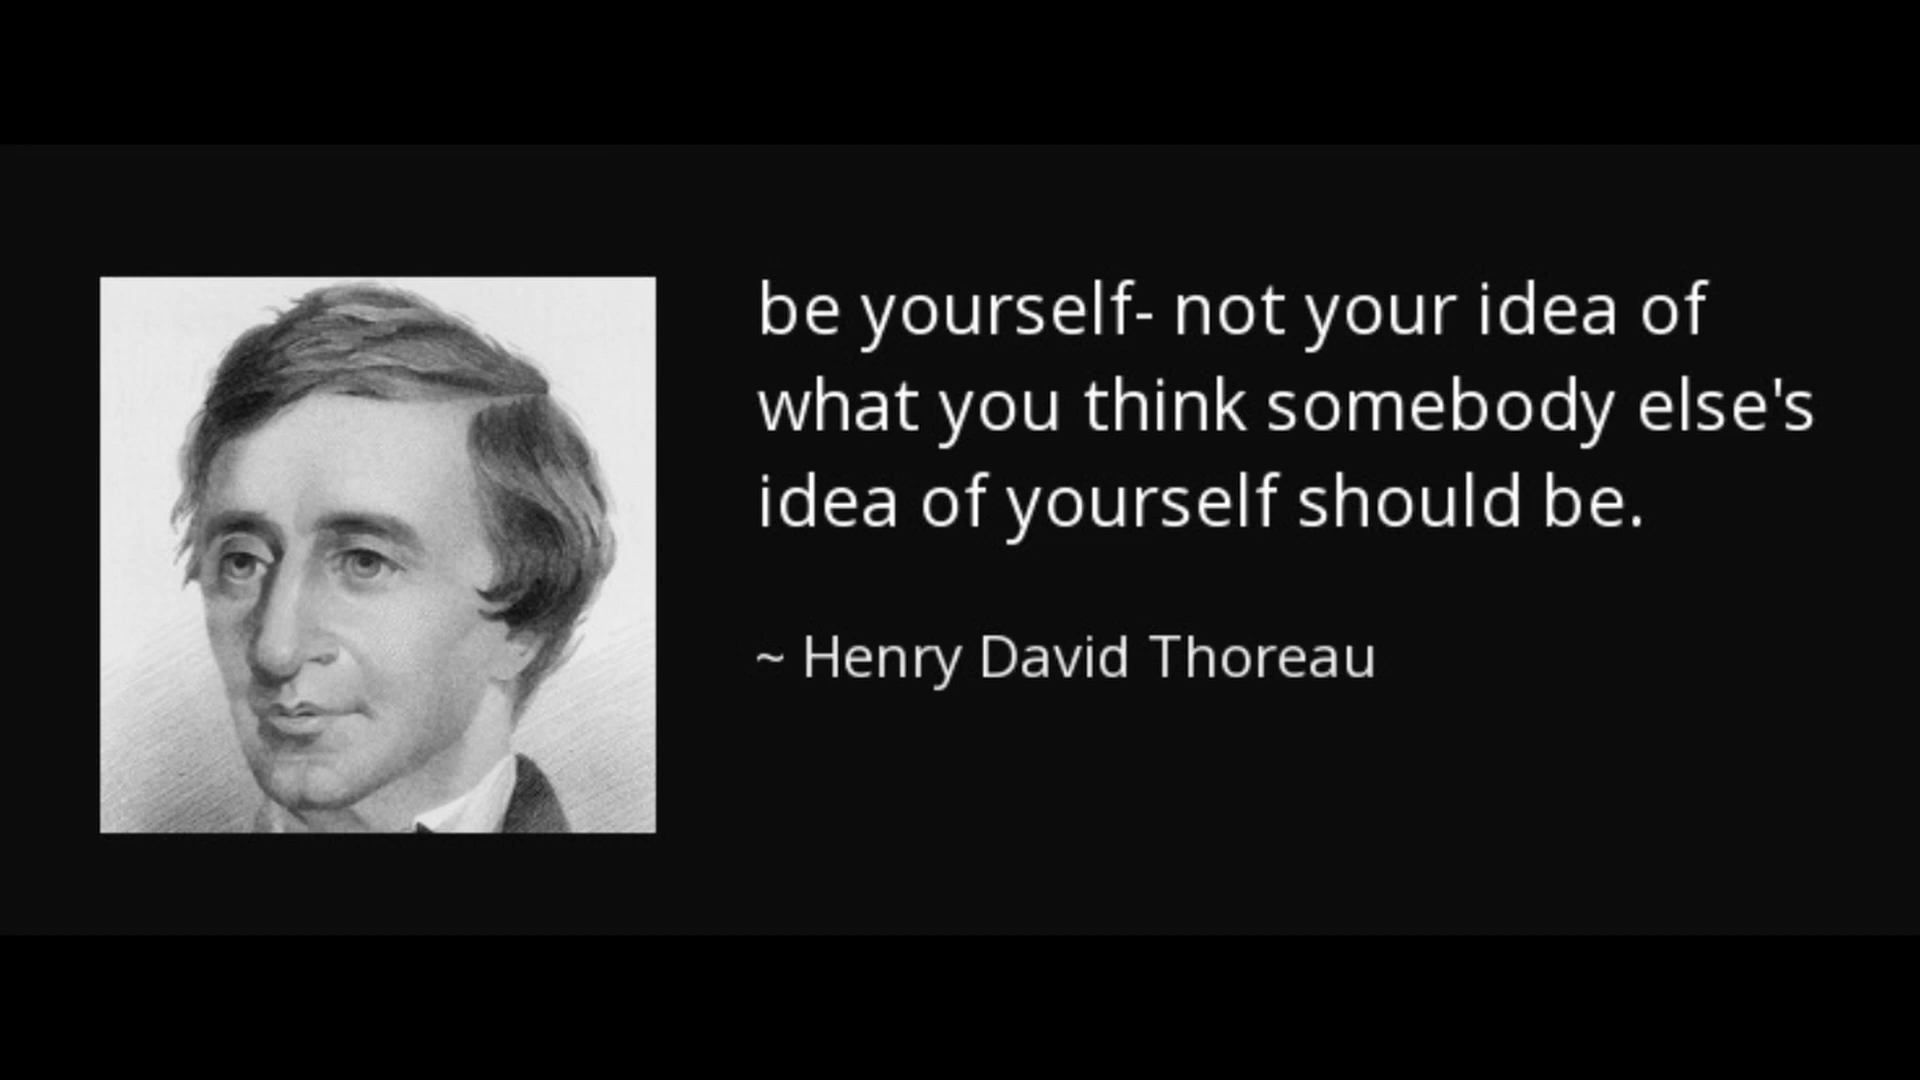 be yourself- not your idea of
what you think somebody else's
idea of yourself should be.
~ Henry David Thoreau